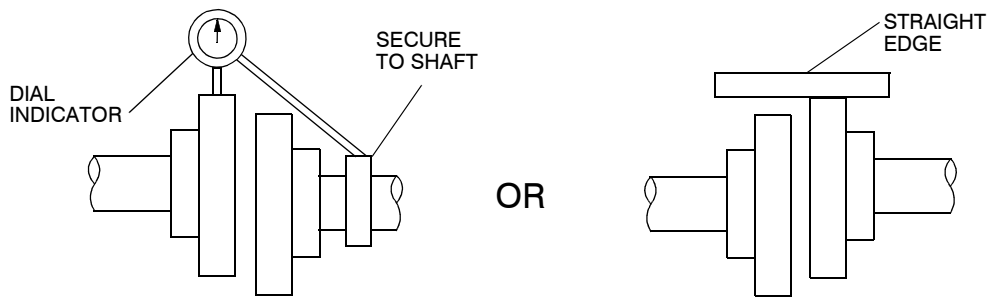 DIAL
INDICATOR
SECURE
TO SHAFT
OR
STRAIGHT
EDGE